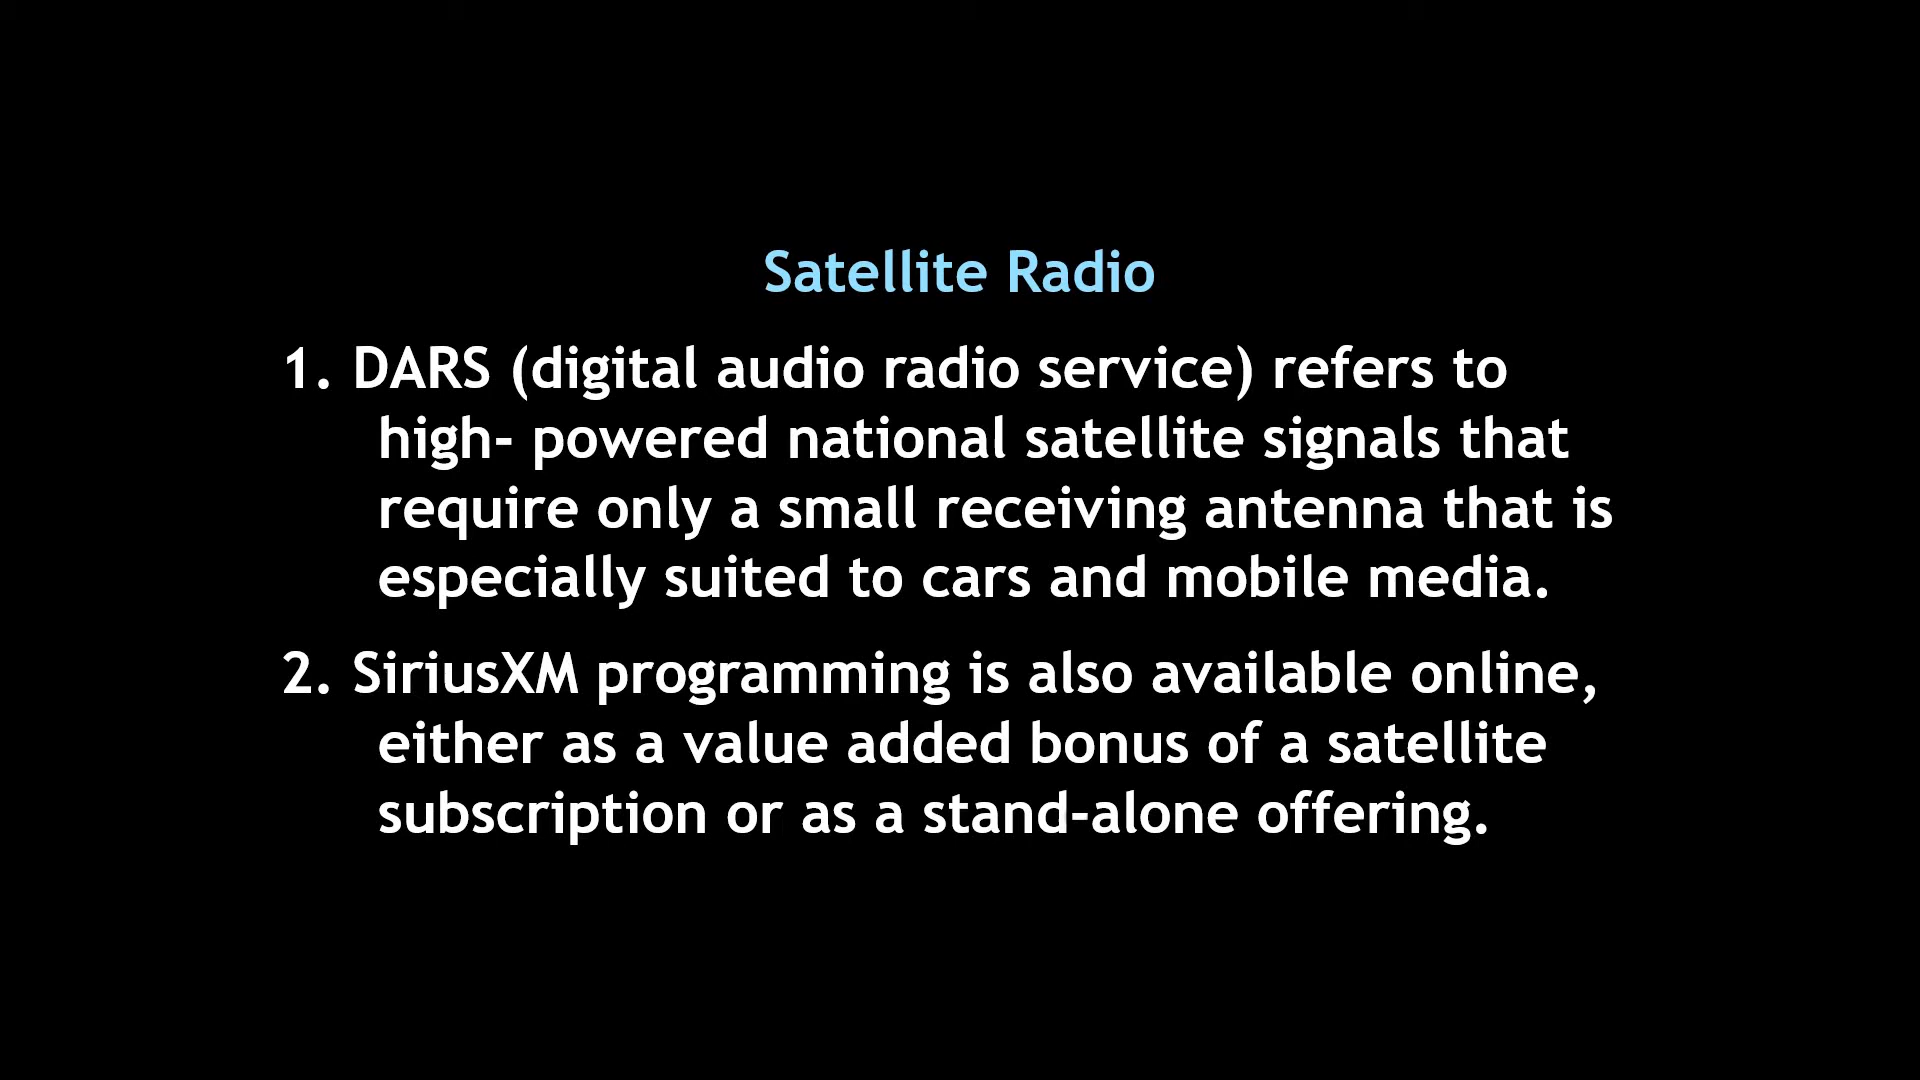 Satellite Radio
1. DARS (digital audio radio service) refers to
high- powered national satellite signals that
require only a small receiving antenna that is
especially suited to cars and mobile media.
2. SiriusXM programming is also available online,
either as a value added bonus of a satellite
subscription or as a stand-alone offering.